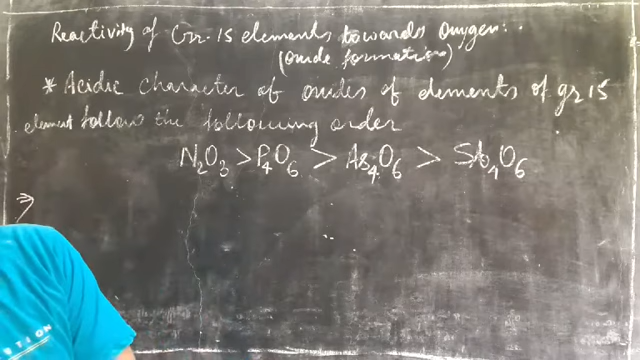 Reactivity of Gr-15 elements towards oxygen:
(oxide formation)
* Acidic character of oxides of elements of gr 15
element follow the following order
N₂O₃ > P₄O₆ > As₄O₆ > Sb₄O₆
⇒